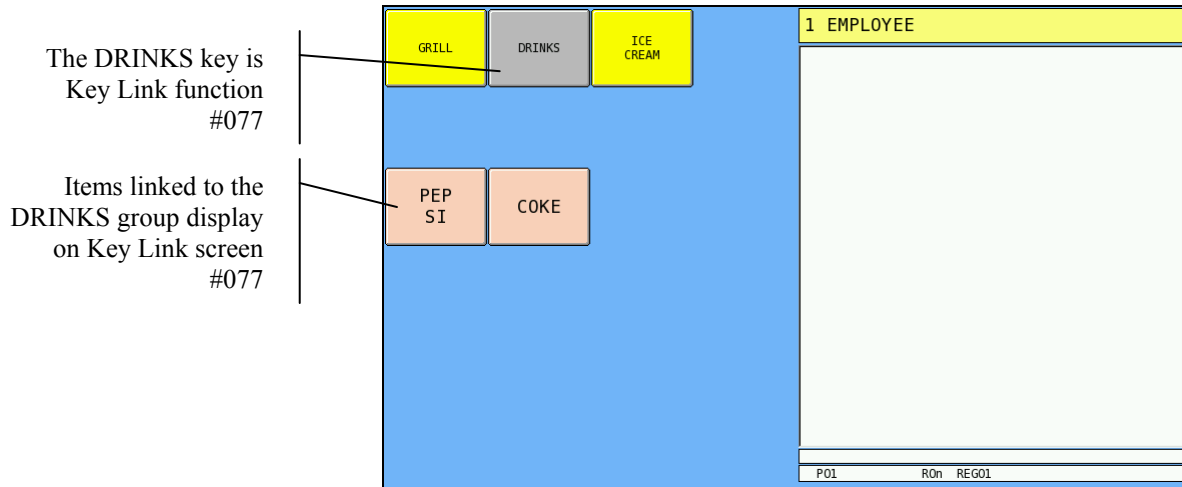 The DRINKS key is
Key Link function
#077
Items linked to the
DRINKS group display
on Key Link screen
#077
GRILL
DRINKS
ICE
CREAM
PEP
SI
COKE
1 EMPLOYEE
P01 ROn REG01